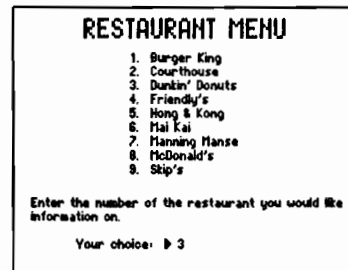 RESTAURANT MENU
1. Burger King
2. Courthouse
3. Dunkin' Donuts
4. Friendly's
5. Hong & Kong
6. Mai Kai
7. Manning Manse
8. McDonald's
9. Skip's
Enter the number of the restaurant you would like
information on.
Your choice: ▶ 3